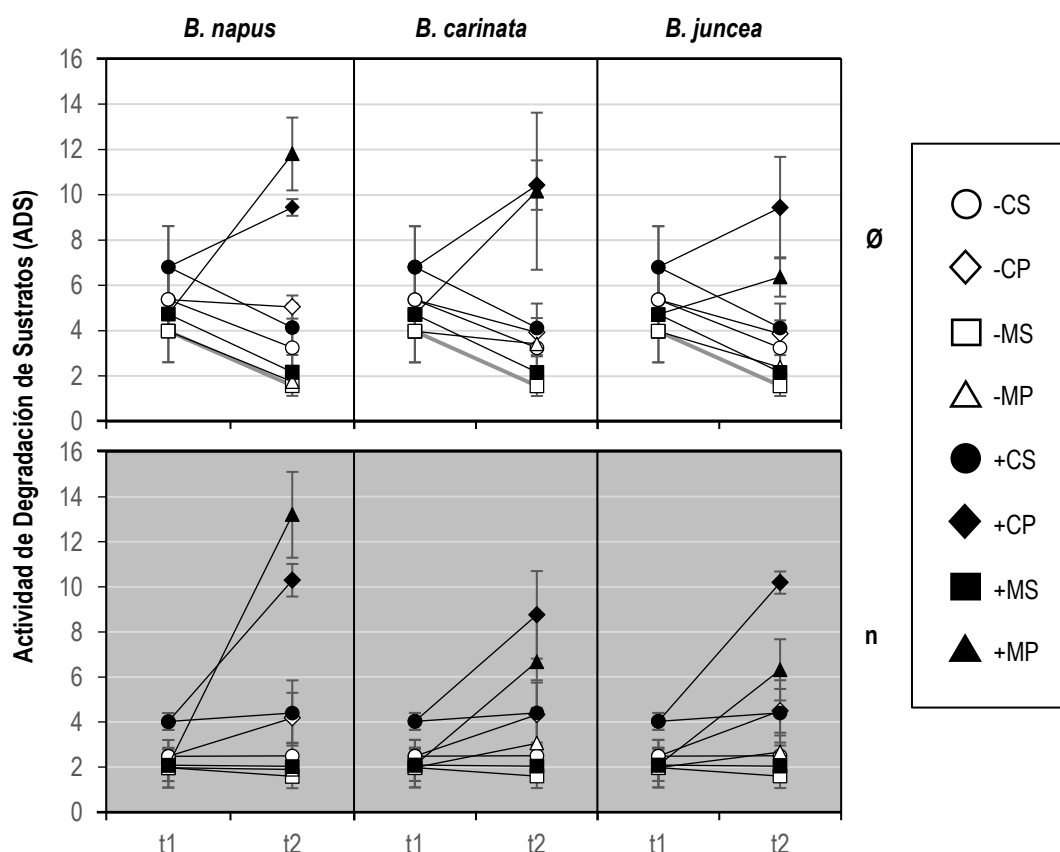 B. napus B. carinata B. juncea
Actividad de Degradación de Sustratos (ADS)
16
14
12
10
8
6
4
2
0
Ø
16
14
12
10
8
6
4
2
0
n
t1 t2 t1 t2 t1 t2
-CS
-CP
-MS
-MP
+CS
+CP
+MS
+MP